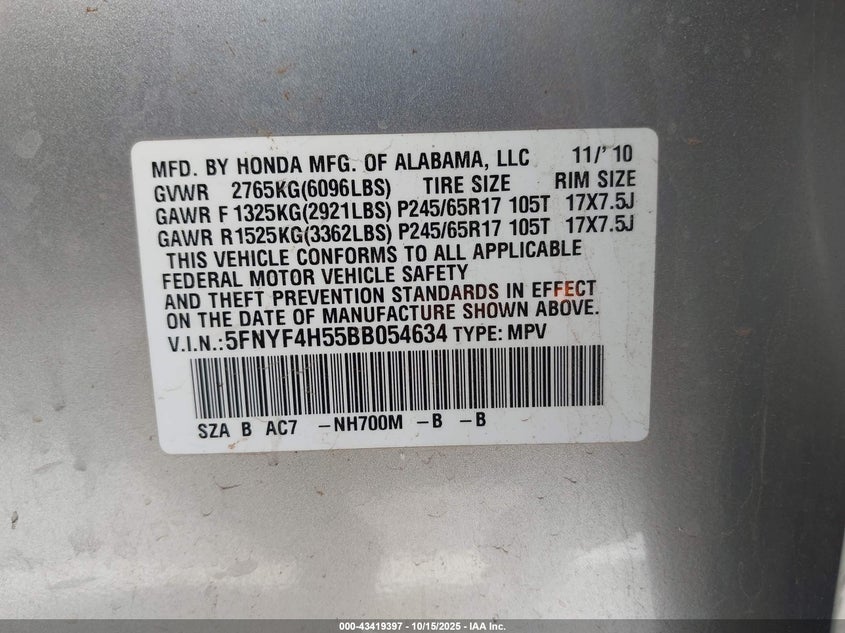 MFD. BY HONDA MFG. OF ALABAMA, LLC 11/' 10
GVWR 2765KG(6096LBS) TIRE SIZE RIM SIZE
GAWR F 1325KG(2921LBS) P245/65R17 105T 17X7.5J
GAWR R1525KG(3362LBS) P245/65R17 105T 17X7.5J
THIS VEHICLE CONFORMS TO ALL APPLICABLE
FEDERAL MOTOR VEHICLE SAFETY
AND THEFT PREVENTION STANDARDS IN EFFECT
ON THE DATE OF MANUFACTURE SHOWN ABOVE.
V.I.N.:5FNYF4H55BB054634 TYPE: MPV
SZA B AC7 -NH700M -B -B
000-43419397 - 10/15/2025 - IAA Inc.